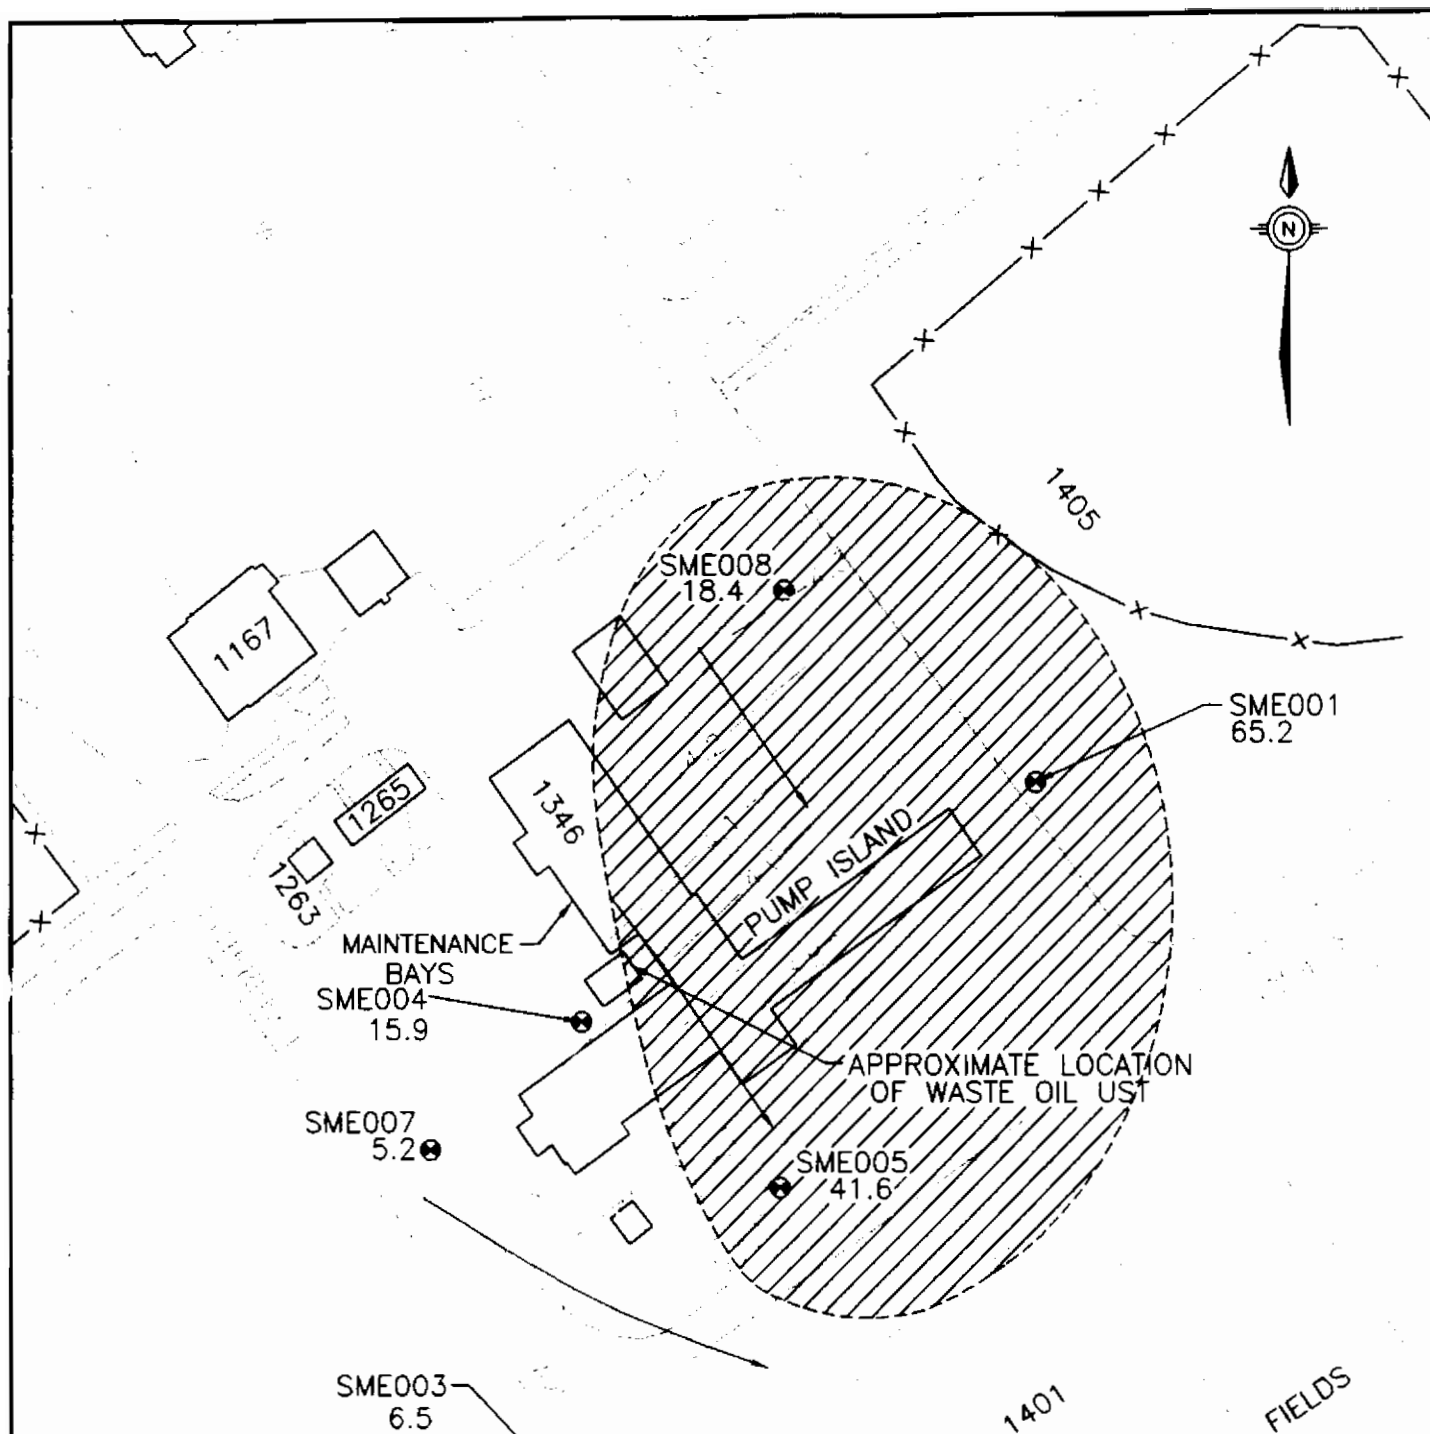 N
1405
SME008
18.4
1167
SME001
65.2
1265
1346
PUMP ISLAND
1263
MAINTENANCE
BAYS
SME004
15.9
APPROXIMATE LOCATION
OF WASTE OIL UST
SME007
5.2
SME005
41.6
SME003
6.5
1401
FIELDS